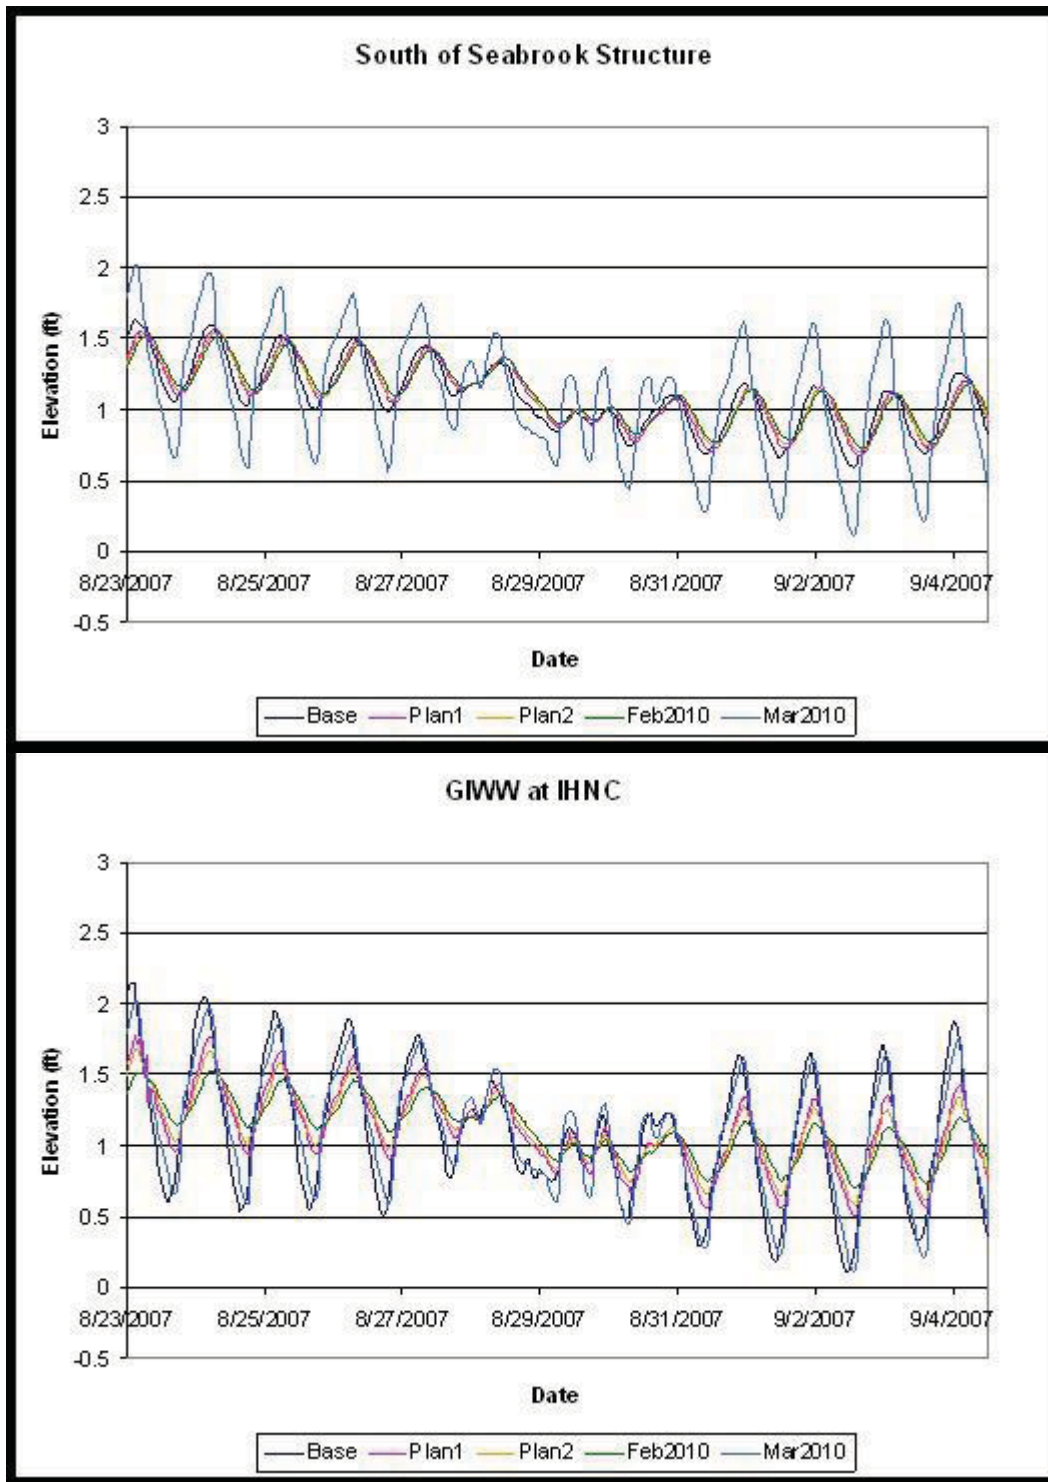 South of Seabrook Structure
3
2.5
2
1.5
1
0.5
0
-0.5
Elevation (ft)
8/23/2007 8/25/2007 8/27/2007 8/29/2007 8/31/2007 9/2/2007 9/4/2007
Date
Base Plan1 Plan2 Feb2010 Mar2010
GIWW at IHNC
3
2.5
2
1.5
1
0.5
0
-0.5
Elevation (ft)
8/23/2007 8/25/2007 8/27/2007 8/29/2007 8/31/2007 9/2/2007 9/4/2007
Date
Base Plan1 Plan2 Feb2010 Mar2010